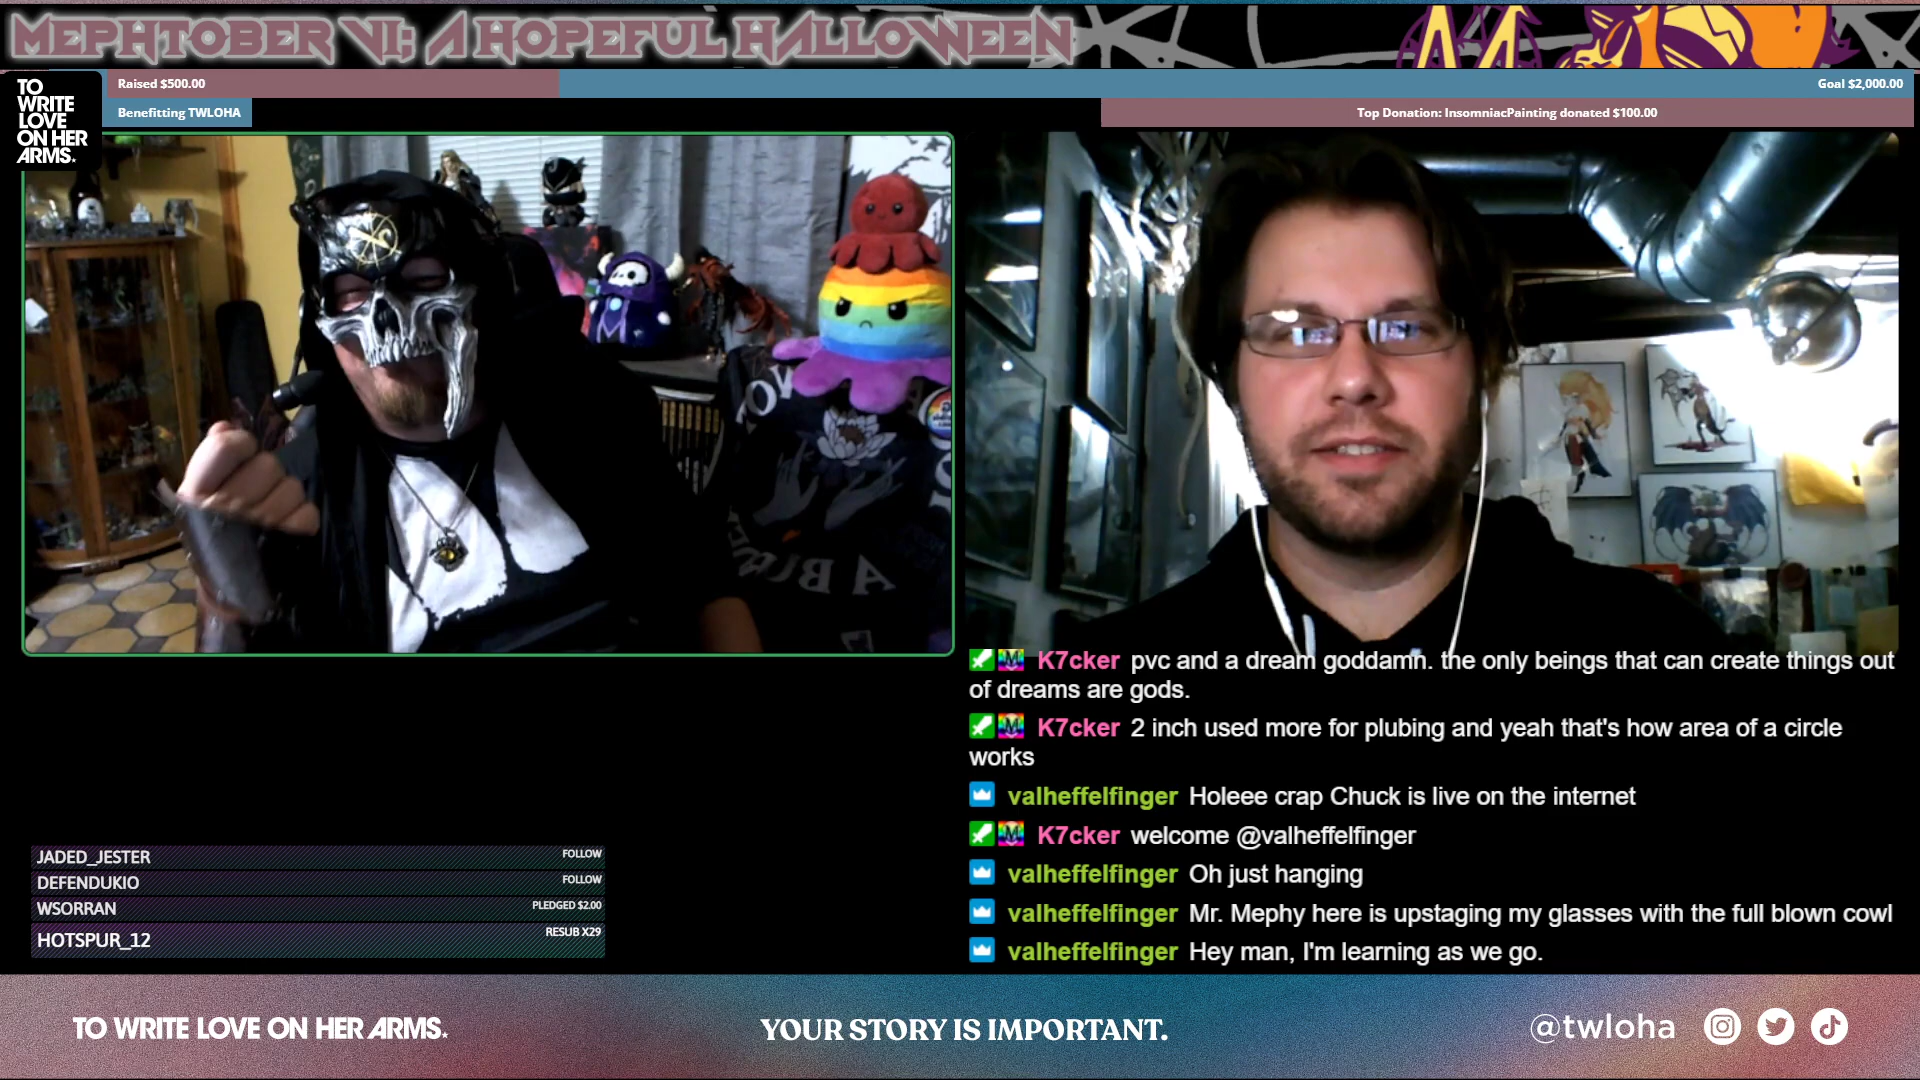 MEPHTOBER VI: A HOPEFUL HALLOWEEN
TO
WRITE
LOVE
ON HER
ARMS.
Raised $500.00
Goal $2,000.00
Benefitting TWLOHA
Top Donation: InsomniacPainting donated $100.00
K7cker pvc and a dream goddamn. the only beings that can create things out
of dreams are gods.
K7cker 2 inch used more for plubing and yeah that's how area of a circle
works
valheffelfinger Holeee crap Chuck is live on the internet
K7cker welcome @valheffelfinger
valheffelfinger Oh just hanging
valheffelfinger Mr. Mephy here is upstaging my glasses with the full blown cowl
valheffelfinger Hey man, I'm learning as we go.
JADED_JESTER FOLLOW
DEFENDUKIO FOLLOW
WSORRAN PLEDGED $2.00
HOTSPUR_12 RESUB X29
TO WRITE LOVE ON HER ARMS.
YOUR STORY IS IMPORTANT.
@twloha